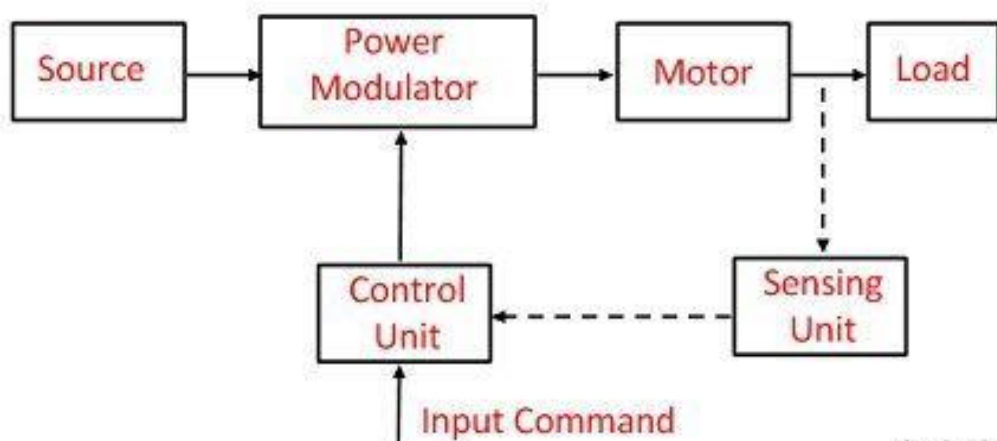 Source
Power
Modulator
Motor
Load
Control
Unit
Sensing
Unit
Input Command